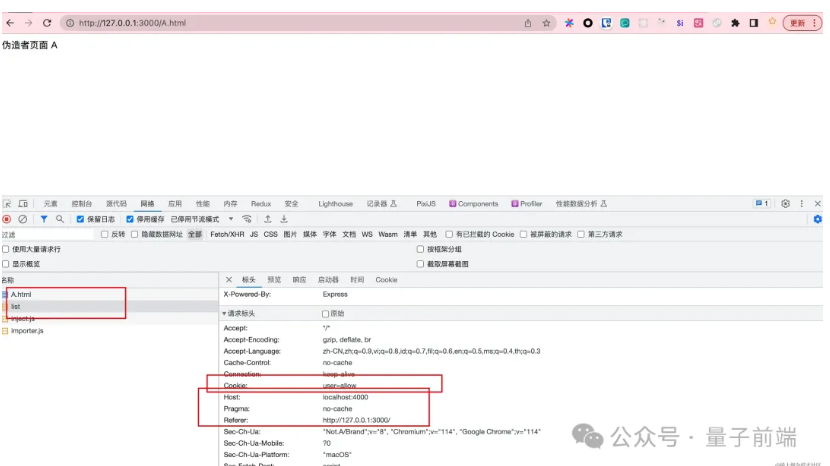 http://127.0.0.1:3000/A.html
更新
伪造者页面 A
元素 控制台 源代码 网络 应用 性能 内存 Redux 安全 Lighthouse 记录器 PixiJS Components Profiler 性能数据分析 1
保留日志 停用缓存 已停用节流模式
过滤 反转 隐藏数据网址 全部 Fetch/XHR JS CSS 图片 媒体 字体 文档 WS Wasm 清单 其他 有已拦截的 Cookie 被屏蔽的请求 第三方请求
使用大量请求行 按框架分组
显示概览 截取屏幕截图
名称 标头 预览 响应 启动器 时间 Cookie
A.html
list
inject.js
importer.js
X-Powered-By: Express
请求标头 原始
Accept: */*
Accept-Encoding: gzip, deflate, br
Accept-Language: zh-CN,zh;q=0.9,vi;q=0.8,id;q=0.7,fil;q=0.6,en;q=0.5,ms;q=0.4,th;q=0.3
Cache-Control: no-cache
Connection: keep-alive
Cookie: user=allow
Host: localhost:4000
Pragma: no-cache
Referer: http://127.0.0.1:3000/
Sec-Ch-Ua: "Not.A/Brand";v="8", "Chromium";v="114", "Google Chrome";v="114"
Sec-Ch-Ua-Mobile: ?0
Sec-Ch-Ua-Platform: "macOS"
Sec-Fetch-Dest: script
公众号 · 量子前端